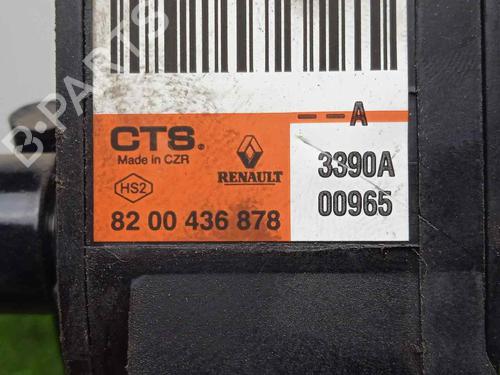 B-PARTS
--A
CTS®
Made in CZR
HS2
RENAULT
82 00 436 878
3390A
00965